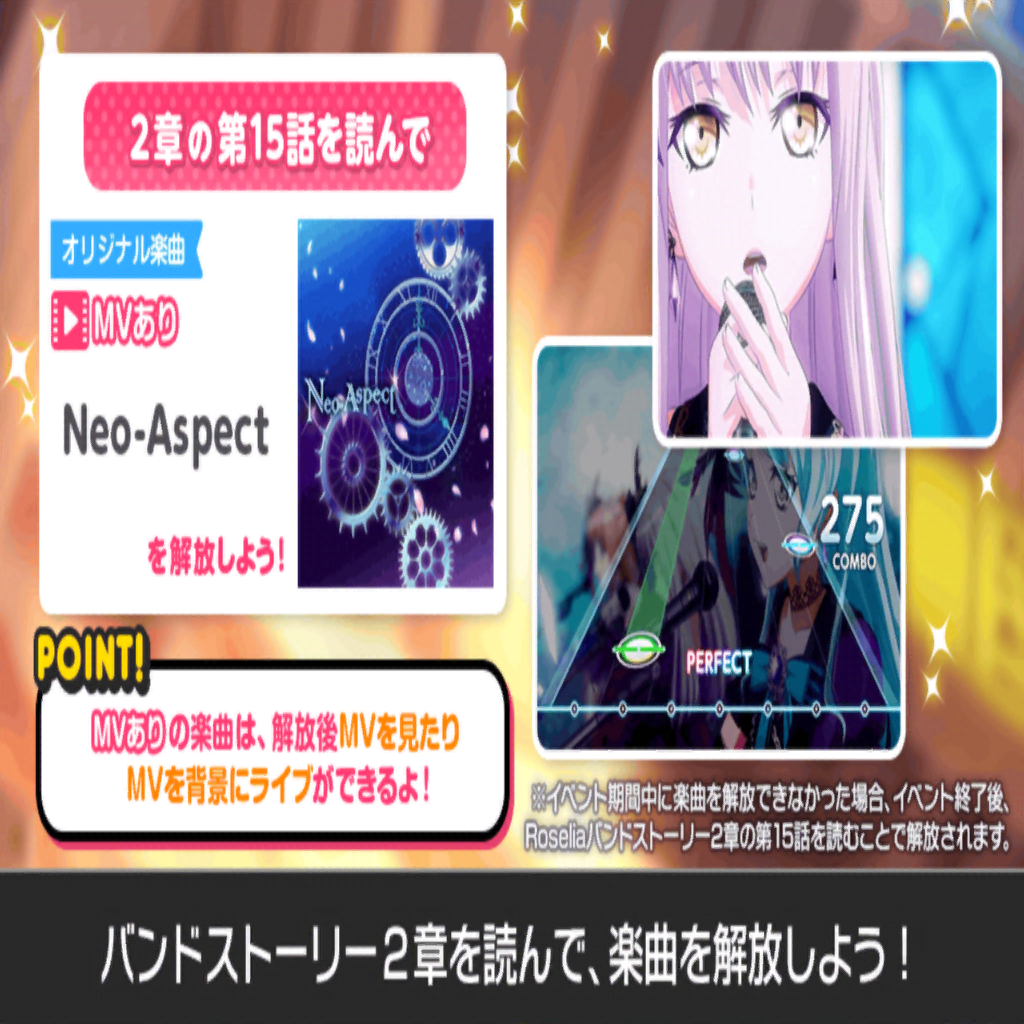 2章の第15話を読んで
オリジナル楽曲
MVあり
Neo-Aspect
Neo-Aspect
を解放しよう!
275
COMBO
PERFECT
POINT!
MVありの楽曲は、解放後MVを見たり
MVを背景にライブができるよ!
※イベント期間中に楽曲を解放できなかった場合、イベント終了後、
Roseliaバンドストーリー2章の第15話を読むことで解放されます。
バンドストーリー2章を読んで、楽曲を解放しよう!